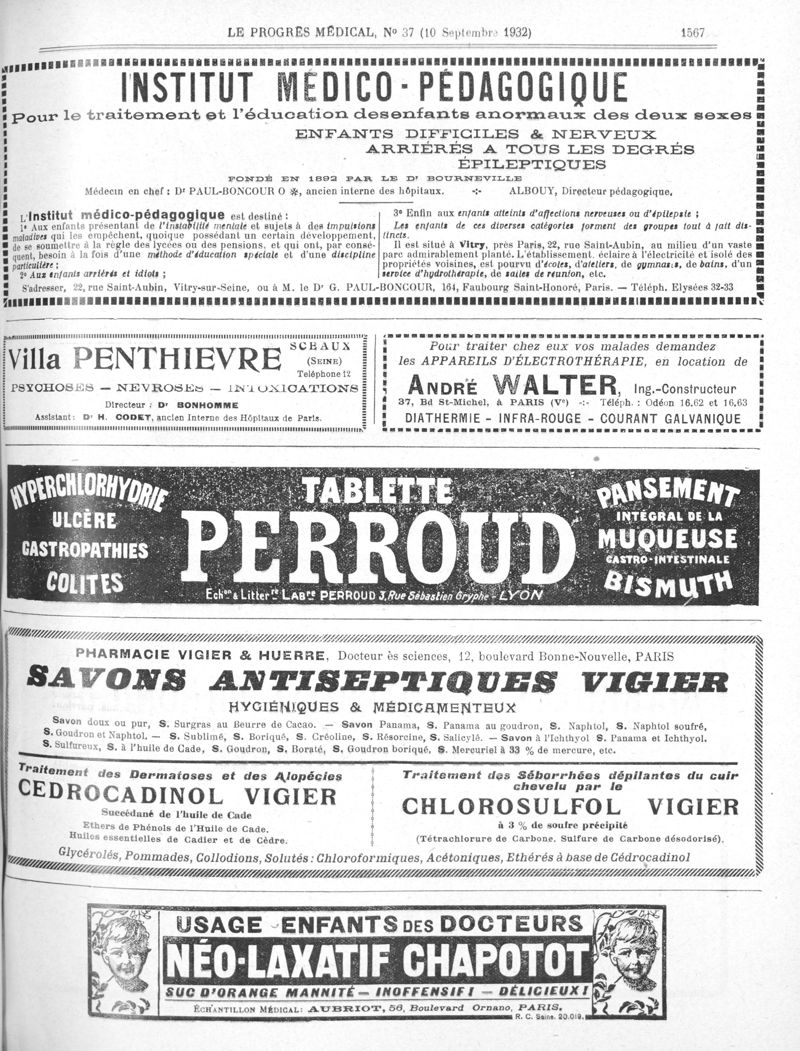 LE PROGRÈS MÉDICAL, No 37 (10 Septembre 1932)
1567
INSTITUT MÉDICO-PÉDAGOGIQUE
Pour le traitement et l'éducation des enfants anormaux des deux sexes
ENFANTS DIFFICILES & NERVEUX
ARRIÉRÉS A TOUS LES DEGRÉS
ÉPILEPTIQUES
FONDÉ EN 1892 PAR LE Dr BOURNEVILLE
Médecin en chef : Dr PAUL-BONCOUR O ✻, ancien interne des hôpitaux. -:- ALBOUY, Directeur pédagogique.
L'Institut médico-pédagogique est destiné :
1º Aux enfants présentant de l'instabilité mentale et sujets à des impulsions
maladives qui les empêchent, quoique possédant un certain développement,
de se soumettre à la règle des lycées ou des pensions, et qui ont, par consé-
quent, besoin à la fois d'une méthode d'éducation spéciale et d'une discipline
particulière ;
2º Aux enfants arriérés et idiots ;
3º Enfin aux enfants atteints d'affections nerveuses ou d'épilepsie ;
Les enfants de ces diverses catégories forment des groupes tout à fait dis-
tincts.
Il est situé à Vitry, près Paris, 22, rue Saint-Aubin, au milieu d'un vaste
parc admirablement planté. L'établissement, éclairé à l'électricité et isolé des
propriétés voisines, est pourvu d'écoles, d'ateliers, de gymnases, de bains, d'un
service d'hydrothérapie, de salles de réunion, etc.
S'adresser, 22, rue Saint-Aubin, Vitry-sur-Seine, ou à M. le Dr G. PAUL-BONCOUR, 164, Faubourg Saint-Honoré, Paris. — Téléph. Elysées 32-33
Villa PENTHIEVRE
SCEAUX
(SEINE)
Téléphone 12
PSYCHOSES — NEVROSES — INTOXICATIONS
Directeur : Dr BONHOMME
Assistant : Dr H. CODET, ancien Interne des Hôpitaux de Paris.
Pour traiter chez eux vos malades demandez
les APPAREILS D'ÉLECTROTHÉRAPIE, en location de
ANDRÉ WALTER, Ing.-Constructeur
37, Bd St-Michel, à PARIS (Ve) -:- Téléph. : Odéon 16.62 et 16,63
DIATHERMIE - INFRA-ROUGE - COURANT GALVANIQUE
HYPERCHLORHYDRIE
ULCÈRE
GASTROPATHIES
COLITES
TABLETTE
PERROUD
Echon & Littérre LABre PERROUD 3, Rue Sébastien Gryphe - LYON
PANSEMENT
INTÉGRAL DE LA
MUQUEUSE
GASTRO-INTESTINALE
BISMUTH
PHARMACIE VIGIER & HUERRE, Docteur ès sciences, 12, boulevard Bonne-Nouvelle, PARIS
SAVONS ANTISEPTIQUES VIGIER
HYGIÉNIQUES & MÉDICAMENTEUX
Savon doux ou pur, S. Surgras au Beurre de Cacao. — Savon Panama, S. Panama au goudron, S. Naphtol, S. Naphtol soufré,
S. Goudron et Naphtol. — S. Sublimé, S. Boriqué, S. Créoline, S. Résorcine, S. Salicylé. — Savon à l'Ichthyol S. Panama et Ichthyol.
S. Sulfureux, S. à l'huile de Cade, S. Goudron, S. Boraté, S. Goudron boriqué, S. Mercuriel à 33 % de mercure, etc.
Traitement des Dermatoses et des Alopécies
CEDROCADINOL VIGIER
Succédané de l'huile de Cade
Ethers de Phénols de l'Huile de Cade.
Huiles essentielles de Cadier et de Cèdre.
Traitement des Séborrhées dépilantes du cuir
chevelu par le
CHLOROSULFOL VIGIER
à 3 % de soufre précipité
(Tétrachlorure de Carbone. Sulfure de Carbone désodorisé).
Glycérolés, Pommades, Collodions, Solutés : Chloroformiques, Acétoniques, Ethérés à base de Cédrocadinol
USAGE - ENFANTS DES DOCTEURS
NÉO-LAXATIF CHAPOTOT
SUC D'ORANGE MANNITÉ — INOFFENSIF ! — DÉLICIEUX !
ÉCHANTILLON MÉDICAL : AUBRIOT, 56, Boulevard Ornano, PARIS.
R. C. Seine. 20.019.